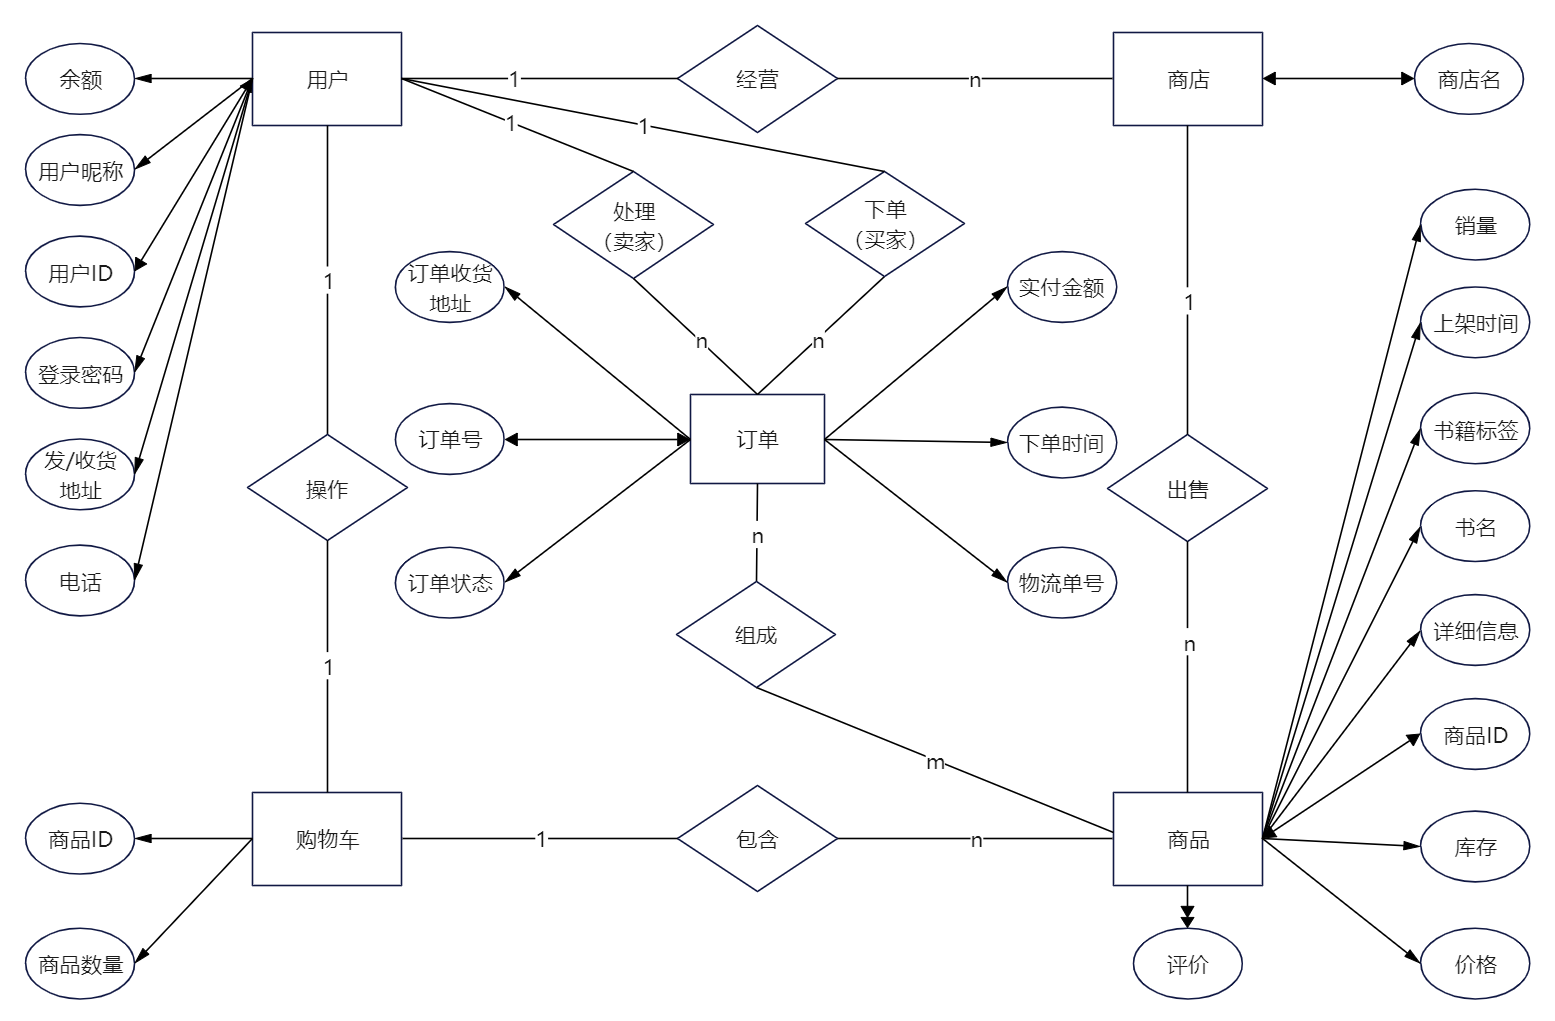 余额
用户
1
经营
n
商店
商店名
1
1
用户昵称
处理
（卖家）
下单
（买家）
销量
用户ID
1
订单收货
地址
实付金额
1
上架时间
n
n
登录密码
书籍标签
订单号
订单
下单时间
发/收货
地址
操作
出售
书名
n
电话
订单状态
物流单号
组成
n
详细信息
1
商品ID
m
商品ID
购物车
1
包含
n
商品
库存
商品数量
评价
价格